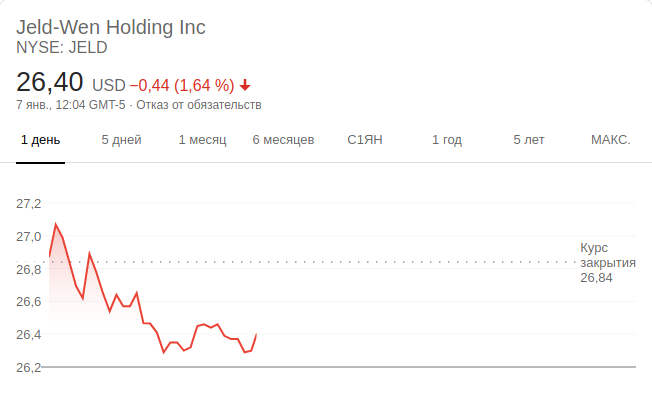 Jeld-Wen Holding Inc
NYSE: JELD
26,40 USD −0,44 (1,64 %)
7 янв., 12:04 GMT-5 · Отказ от обязательств
1 день 5 дней 1 месяц 6 месяцев С1ЯН 1 год 5 лет МАКС.
27,2
27,0
Курс
закрытия
26,84
26,8
26,6
26,4
26,2